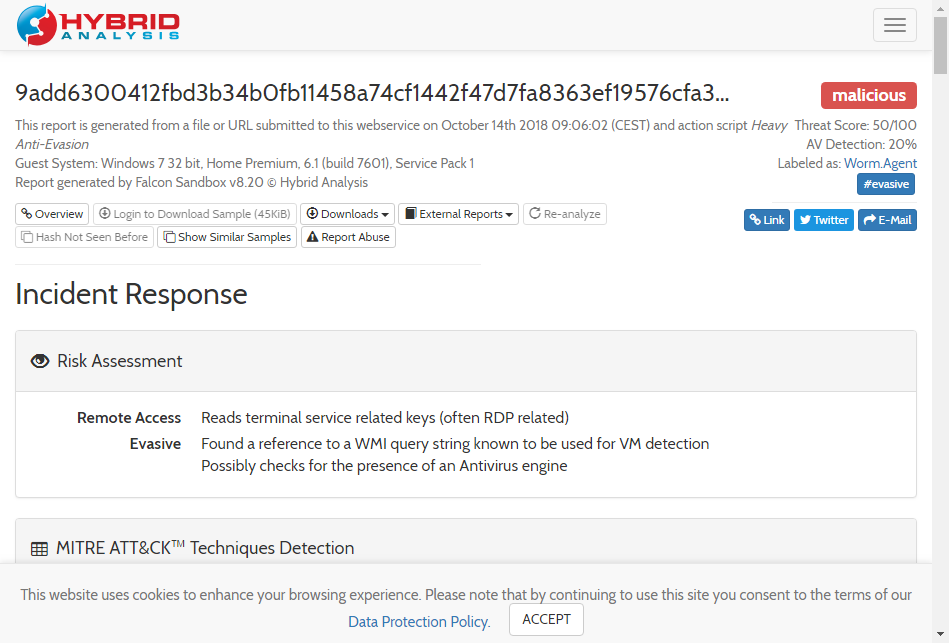 HYBRID
ANALYSIS
9add6300412fbd3b34b0fb11458a74cf1442f47d7fa8363ef19576cfa3...
malicious
This report is generated from a file or URL submitted to this webservice on October 14th 2018 09:06:02 (CEST) and action script Heavy
Anti-Evasion
Guest System: Windows 7 32 bit, Home Premium, 6.1 (build 7601), Service Pack 1
Report generated by Falcon Sandbox v8.20 © Hybrid Analysis
Threat Score: 50/100
AV Detection: 20%
Labeled as: Worm.Agent
#evasive
Overview Login to Download Sample (45KiB) Downloads External Reports Re-analyze
Hash Not Seen Before Show Similar Samples Report Abuse
Link Twitter E-Mail
Incident Response
Risk Assessment
Remote Access Reads terminal service related keys (often RDP related)
Evasive Found a reference to a WMI query string known to be used for VM detection
Possibly checks for the presence of an Antivirus engine
MITRE ATT&CK™ Techniques Detection
This website uses cookies to enhance your browsing experience. Please note that by continuing to use this site you consent to the terms of our
Data Protection Policy. ACCEPT